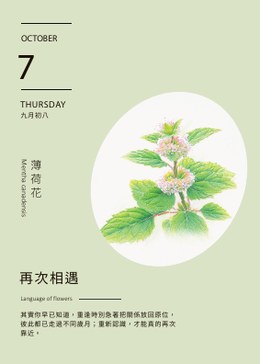 OCTOBER
7
THURSDAY
九月初八
薄荷花
Mentha canadensis
再次相遇
Language of flowers
其實你早已知道，重逢時別急著把關係放回原位，
彼此都已走過不同歲月；重新認識，才能真的再次
靠近。